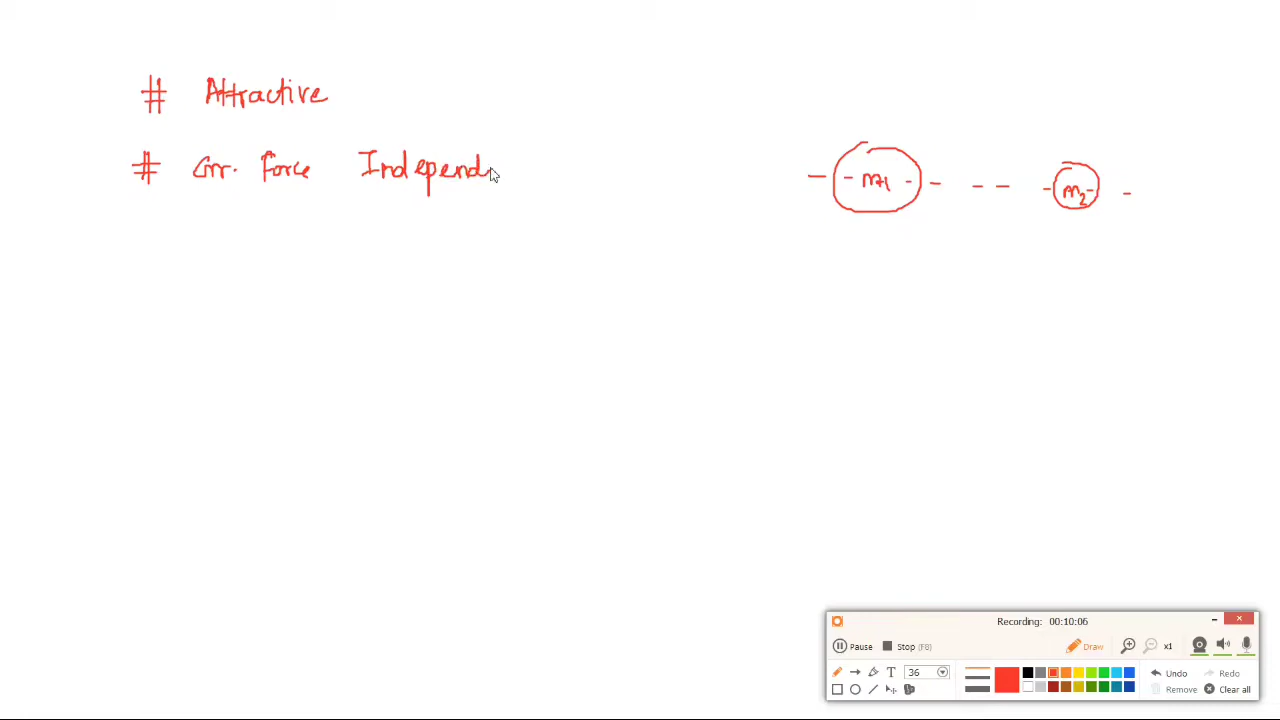 # Attractive
# Gr. force Independ
- - m1 - - - - - m2 - -
Recording: 00:10:06
Pause Stop (F8) Draw x1
T 36 Undo Redo
Remove Clear all